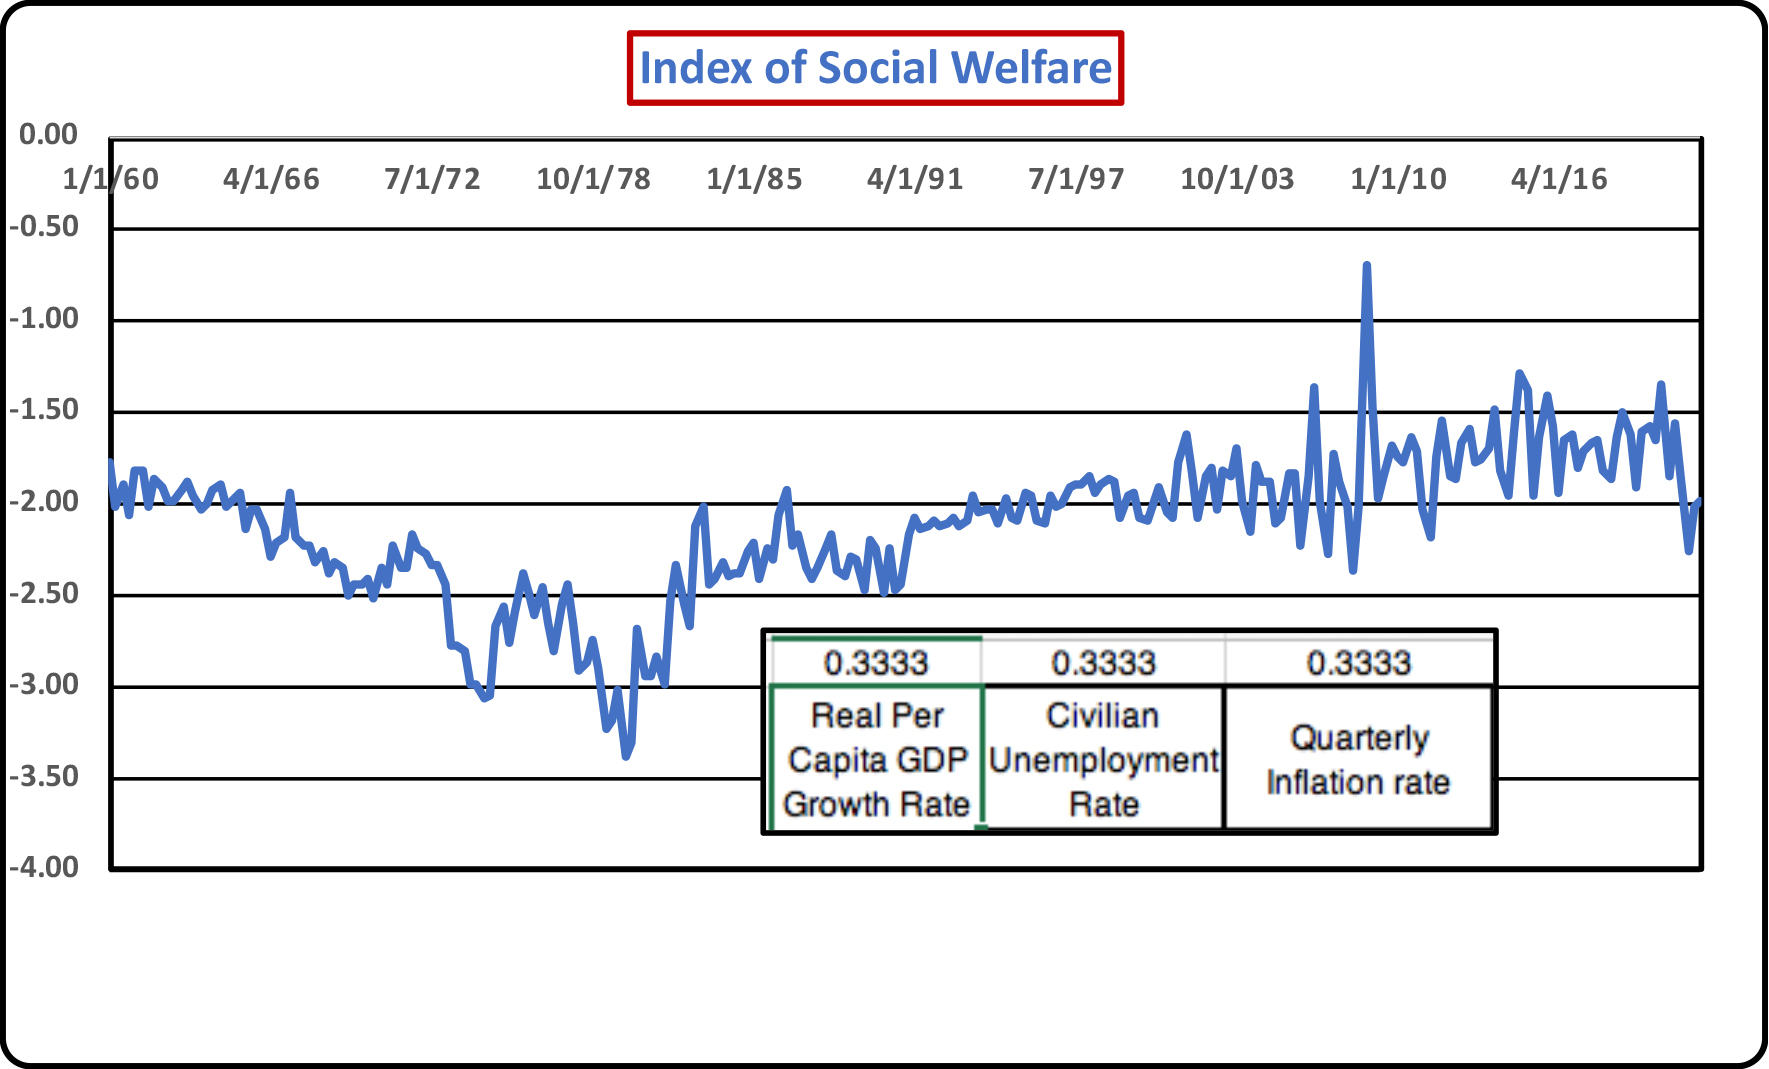 Index of Social Welfare
0.00
1/1/60 4/1/66 7/1/72 10/1/78 1/1/85 4/1/91 7/1/97 10/1/03 1/1/10 4/1/16
-0.50
-1.00
-1.50
-2.00
-2.50
-3.00
-3.50
-4.00
0.3333 0.3333 0.3333
Real Per
Capita GDP
Growth Rate
Civilian
Unemployment
Rate
Quarterly
Inflation rate